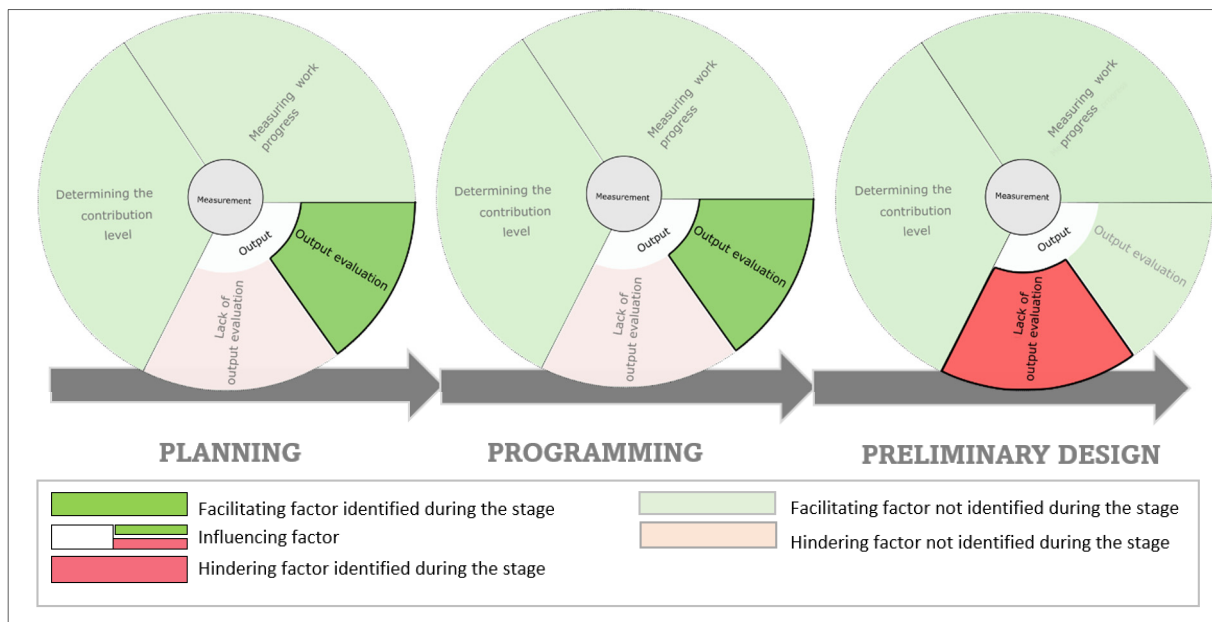 Measuring work
progress
Determining the
contribution
level
Measurement
Output
Output evaluation
Lack of
output evaluation
Measuring work
progress
Determining the
contribution
level
Measurement
Output
Output evaluation
Lack of
output evaluation
Measuring work
progress
Determining the
contribution
level
Measurement
Output
Output evaluation
Lack of
output evaluation
PLANNING
PROGRAMMING
PRELIMINARY DESIGN
Facilitating factor identified during the stage
Influencing factor
Hindering factor identified during the stage
Facilitating factor not identified during the stage
Hindering factor not identified during the stage